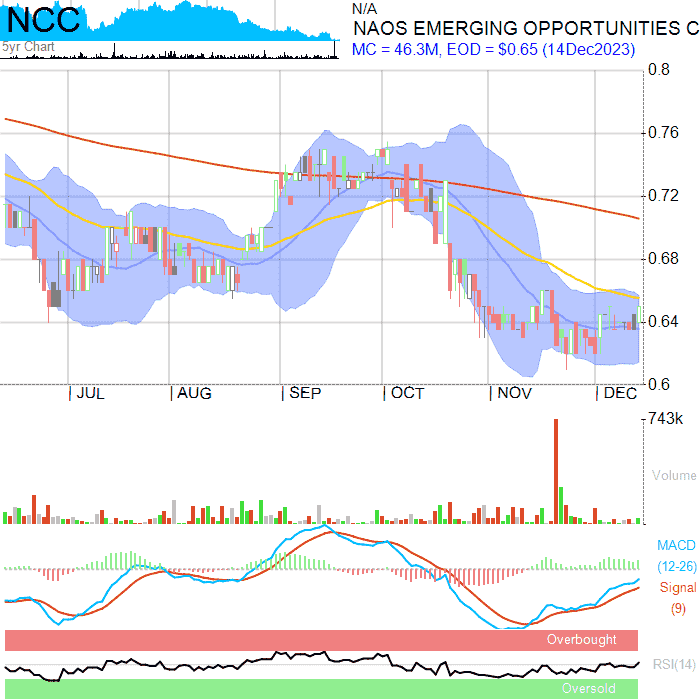 NCC
5yr Chart
N/A
NAOS EMERGING OPPORTUNITIES C
MC = 46.3M, EOD = $0.65 (14Dec2023)
0.8
0.76
0.72
0.68
0.64
0.6
JUL AUG SEP OCT NOV DEC
743k
Volume
MACD
(12-26)
Signal
(9)
Overbought
RSI(14)
Oversold